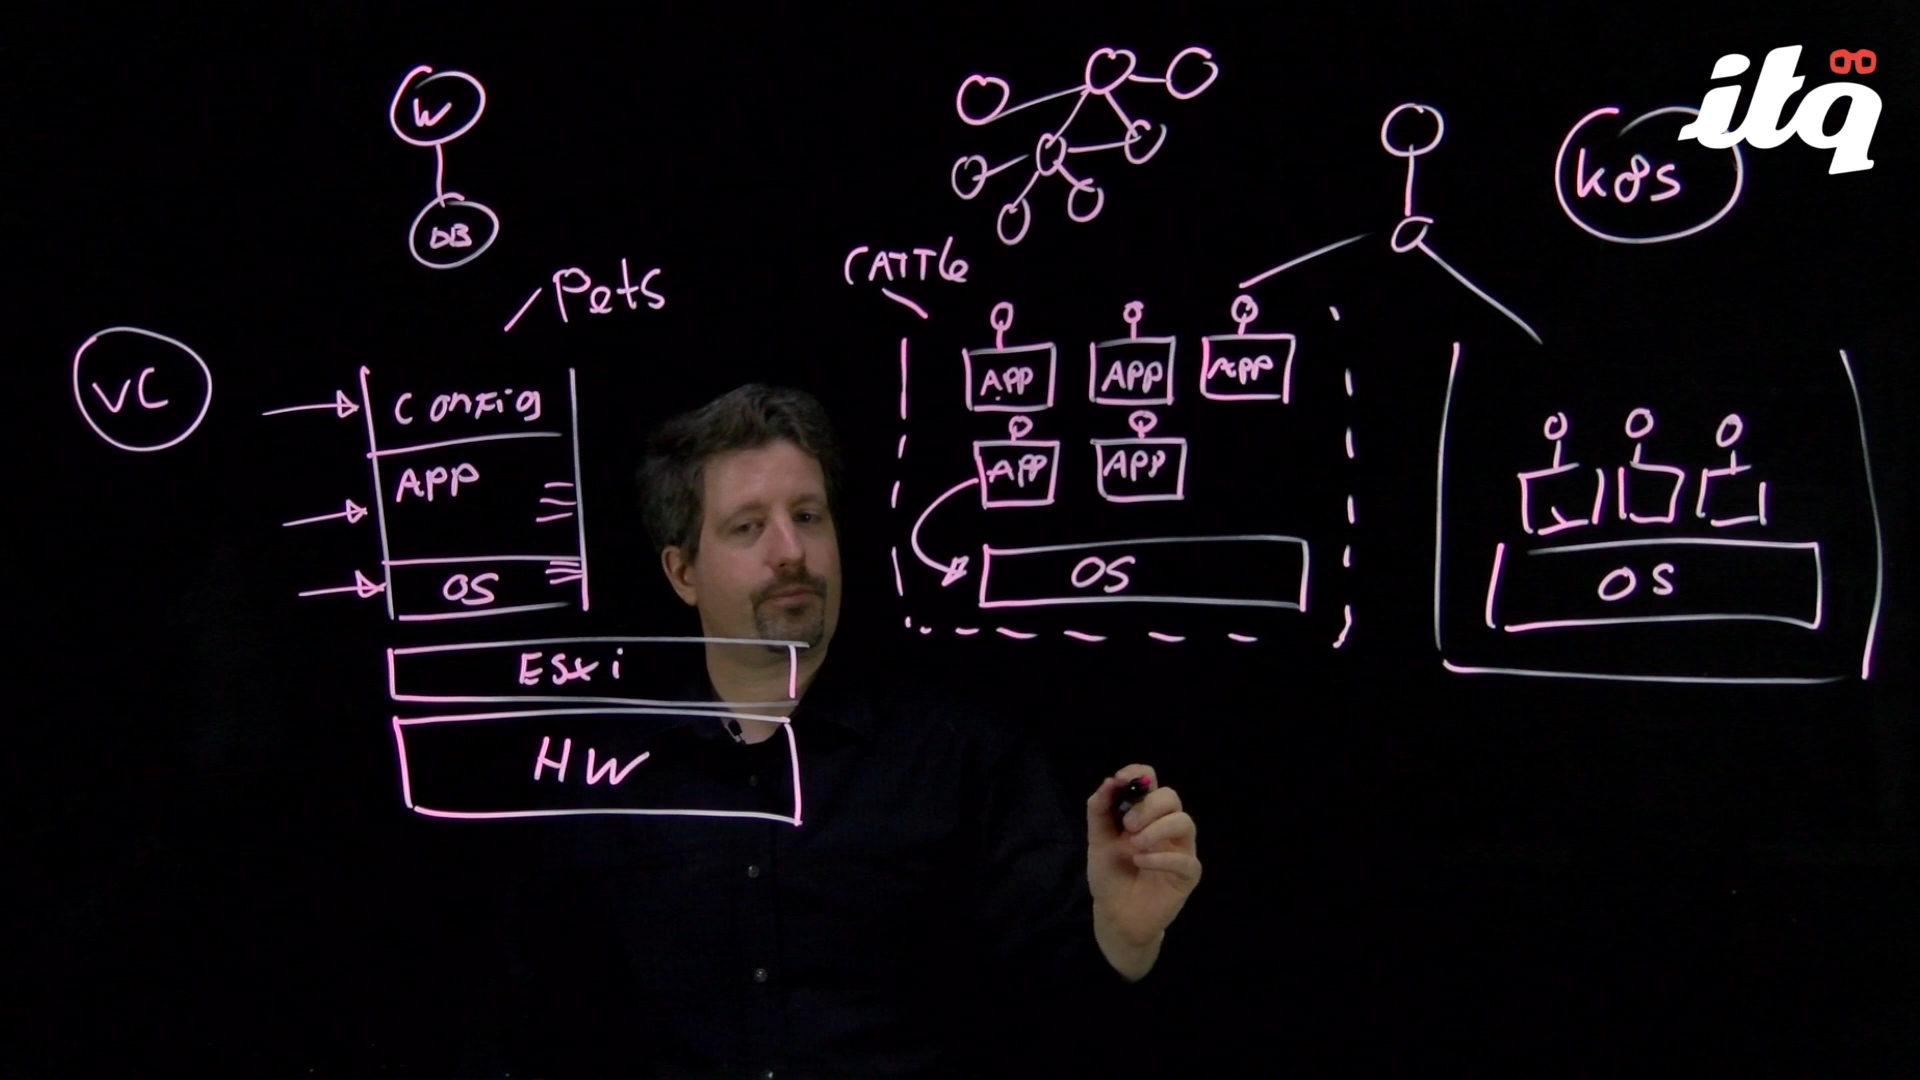 itq
W
k8s
DB
CATTLE
Pets
VC
Config
APP
APP
APP
APP
APP
APP
OS
OS
OS
ESXi
HW